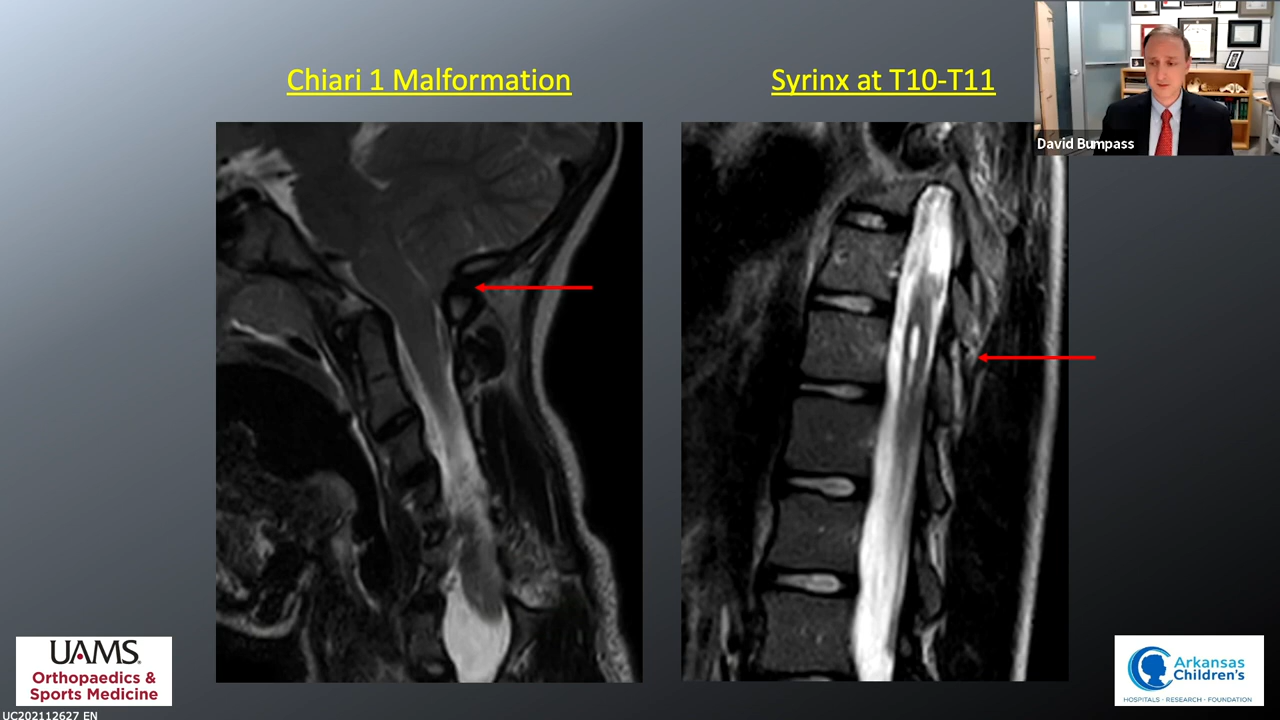 Chiari 1 Malformation
Syrinx at T10-T11
David Bumpass
UAMS.
Orthopaedics &
Sports Medicine
UC202112627 EN
Arkansas
Children's
HOSPITALS • RESEARCH • FOUNDATION